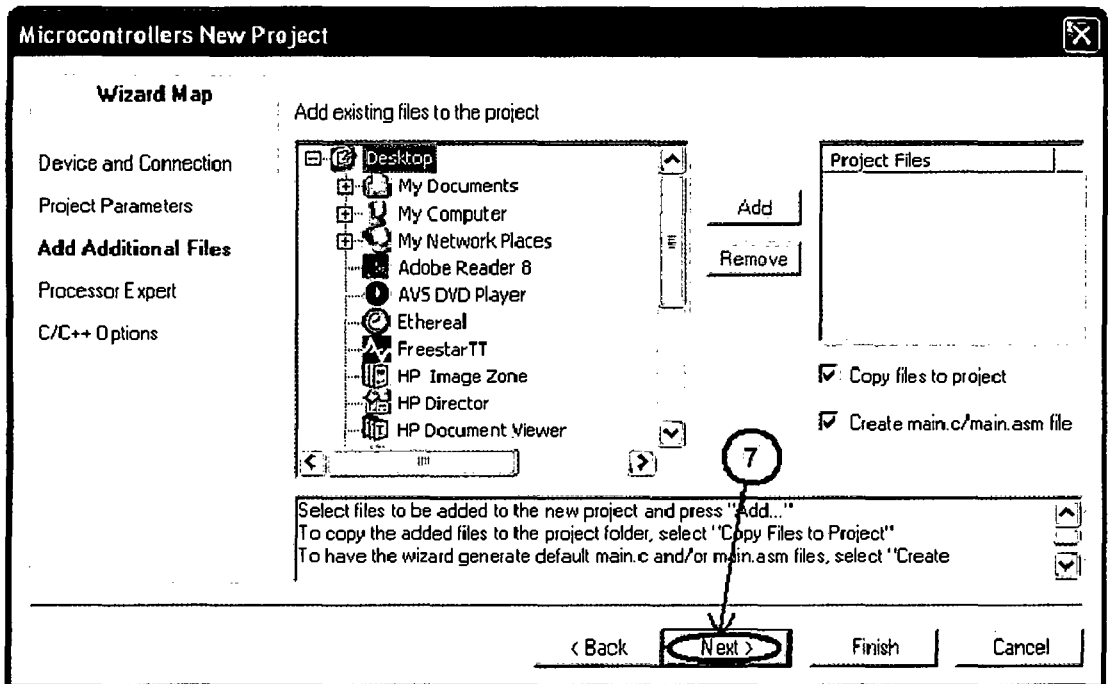 Microcontrollers New Project
Wizard Map
Device and Connection
Project Parameters
Add Additional Files
Processor Expert
C/C++ Options
Add existing files to the project
Desktop
My Documents
My Computer
My Network Places
Adobe Reader 8
AVS DVD Player
Ethereal
FreestarTT
HP Image Zone
HP Director
HP Document Viewer
Add
Remove
Project Files
Copy files to project
Create main.c/main.asm file
7
Select files to be added to the new project and press "Add..."
To copy the added files to the project folder, select "Copy Files to Project"
To have the wizard generate default main.c and/or main.asm files, select "Create
< Back
Next >
Finish
Cancel